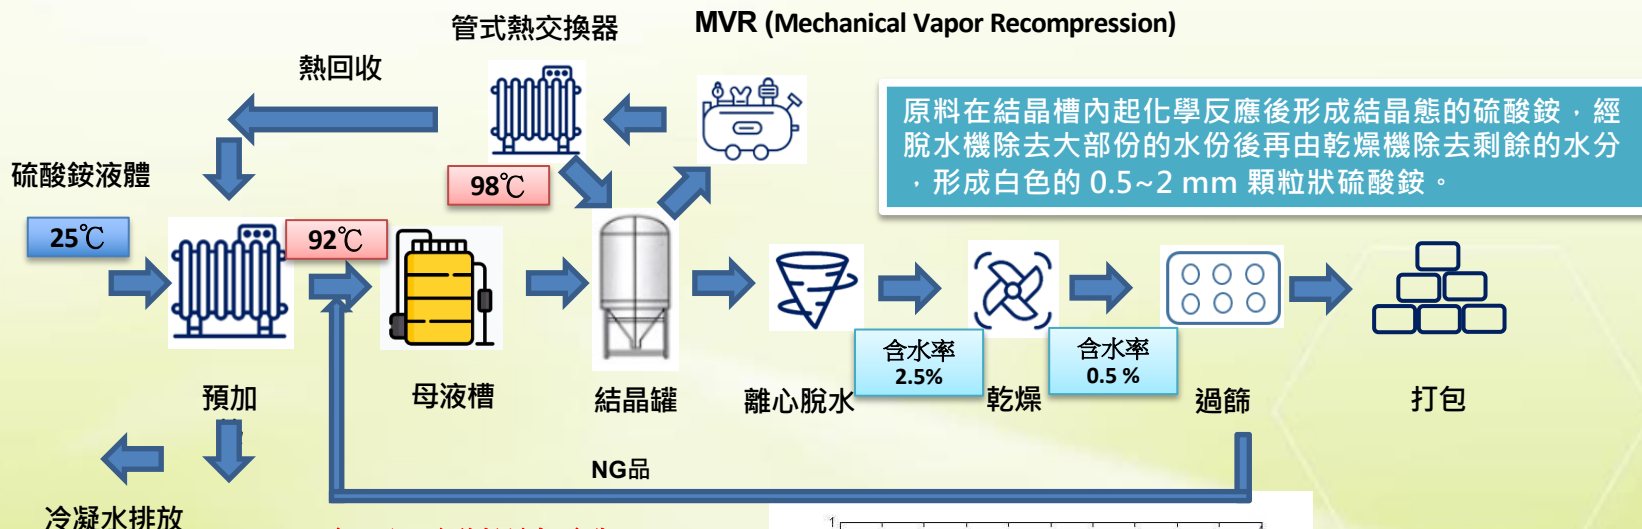 管式熱交換器
MVR (Mechanical Vapor Recompression)
熱回收
原料在結晶槽內起化學反應後形成結晶態的硫酸銨，經
脫水機除去大部份的水份後再由乾燥機除去剩餘的水分
，形成白色的 0.5~2 mm 顆粒狀硫酸銨。
硫酸銨液體
98℃
25℃
92℃
含水率
2.5%
含水率
0.5 %
預加
母液槽
結晶罐
離心脫水
乾燥
過篩
打包
NG品
冷凝水排放
1